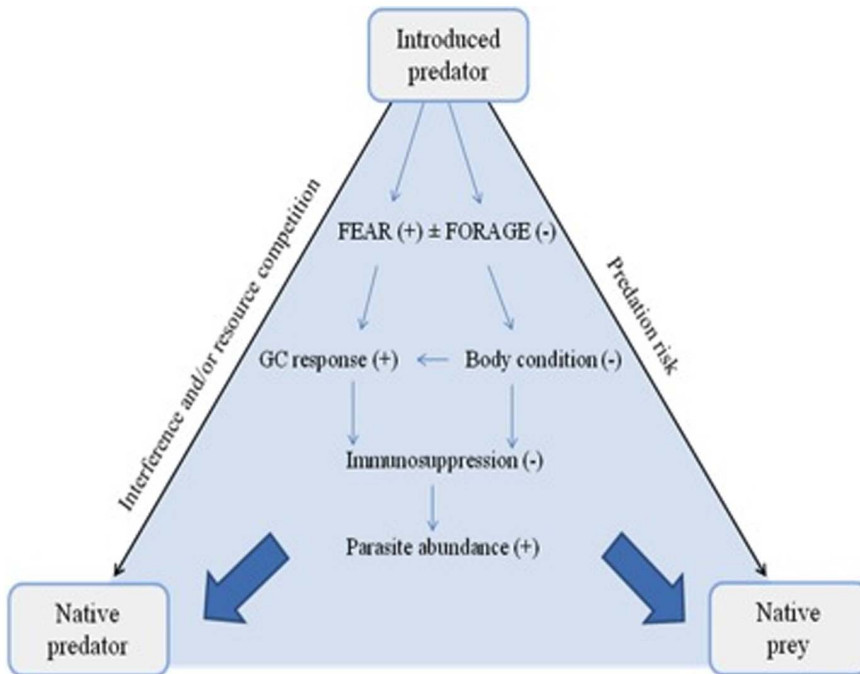 Introduced
predator
Interference and/or resource competition
Predation risk
FEAR (+) ± FORAGE (-)
GC response (+)
Body condition (-)
Immunosuppression (-)
Parasite abundance (+)
Native
predator
Native
prey